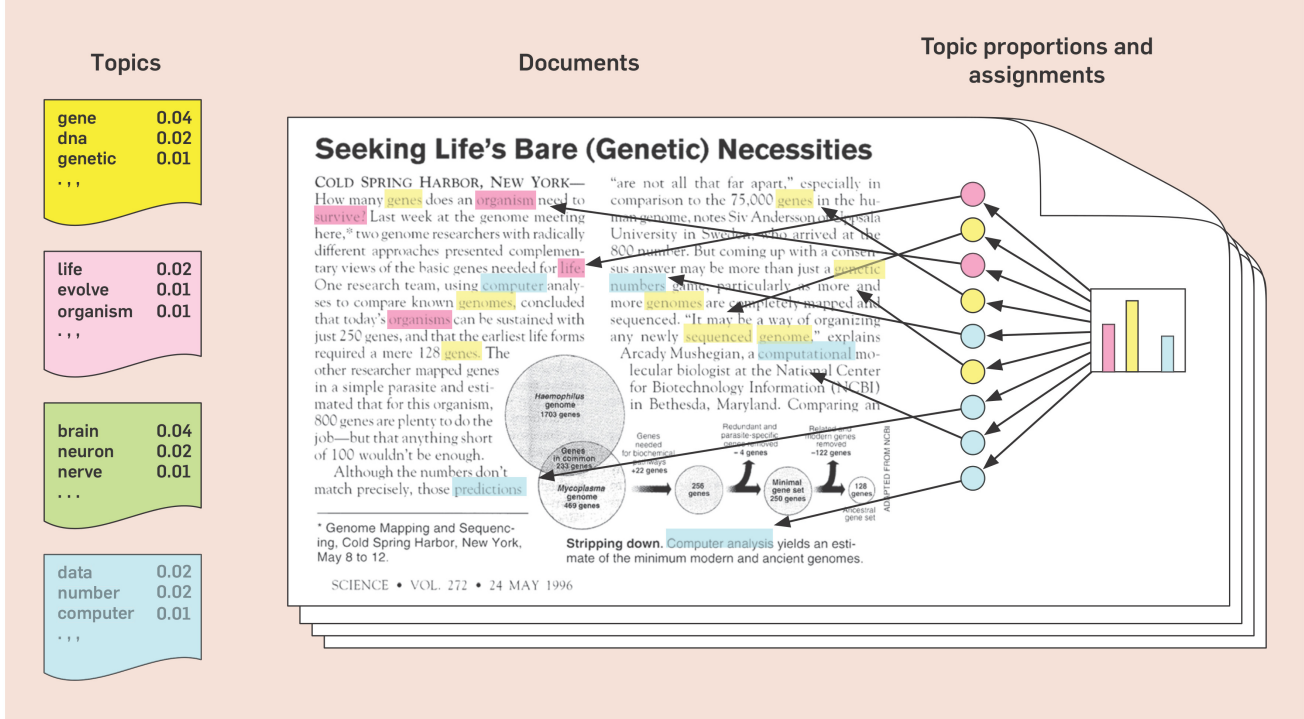 Topics
Documents
Topic proportions and
assignments
gene 0.04
dna 0.02
genetic 0.01
. , ,
life 0.02
evolve 0.01
organism 0.01
. , ,
brain 0.04
neuron 0.02
nerve 0.01
. . .
data 0.02
number 0.02
computer 0.01
. , ,
Seeking Life's Bare (Genetic) Necessities
COLD SPRING HARBOR, NEW YORK—
How many genes does an organism need to
survive? Last week at the genome meeting
here,* two genome researchers with radically
different approaches presented complemen-
tary views of the basic genes needed for life.
One research team, using computer analy-
ses to compare known genomes, concluded
that today's organisms can be sustained with
just 250 genes, and that the earliest life forms
required a mere 128 genes. The
other researcher mapped genes
in a simple parasite and esti-
mated that for this organism,
800 genes are plenty to do the
job—but that anything short
of 100 wouldn't be enough.
Although the numbers don't
match precisely, those predictions
* Genome Mapping and Sequenc-
ing, Cold Spring Harbor, New York,
May 8 to 12.
"are not all that far apart," especially in
comparison to the 75,000 genes in the hu-
man genome, notes Siv Andersson of Uppsala
University in Sweden, who arrived at the
800 number. But coming up with a consen-
sus answer may be more than just a genetic
numbers game, particularly as more and
more genomes are completely mapped and
sequenced. "It may be a way of organizing
any newly sequenced genome," explains
Arcady Mushegian, a computational mo-
lecular biologist at the National Center
for Biotechnology Information (NCBI)
in Bethesda, Maryland. Comparing an
Haemophilus
genome
1703 genes
Genes
in common
233 genes
Mycoplasma
genome
469 genes
Genes
needed
for biochemical
pathways
+22 genes
256
genes
Redundant and
parasite-specific
genes removed
– 4 genes
Minimal
gene set
250 genes
Related and
modern genes
removed
–122 genes
128
genes
Ancestral
gene set
ADAPTED FROM NCBI
Stripping down. Computer analysis yields an esti-
mate of the minimum modern and ancient genomes.
SCIENCE • VOL. 272 • 24 MAY 1996